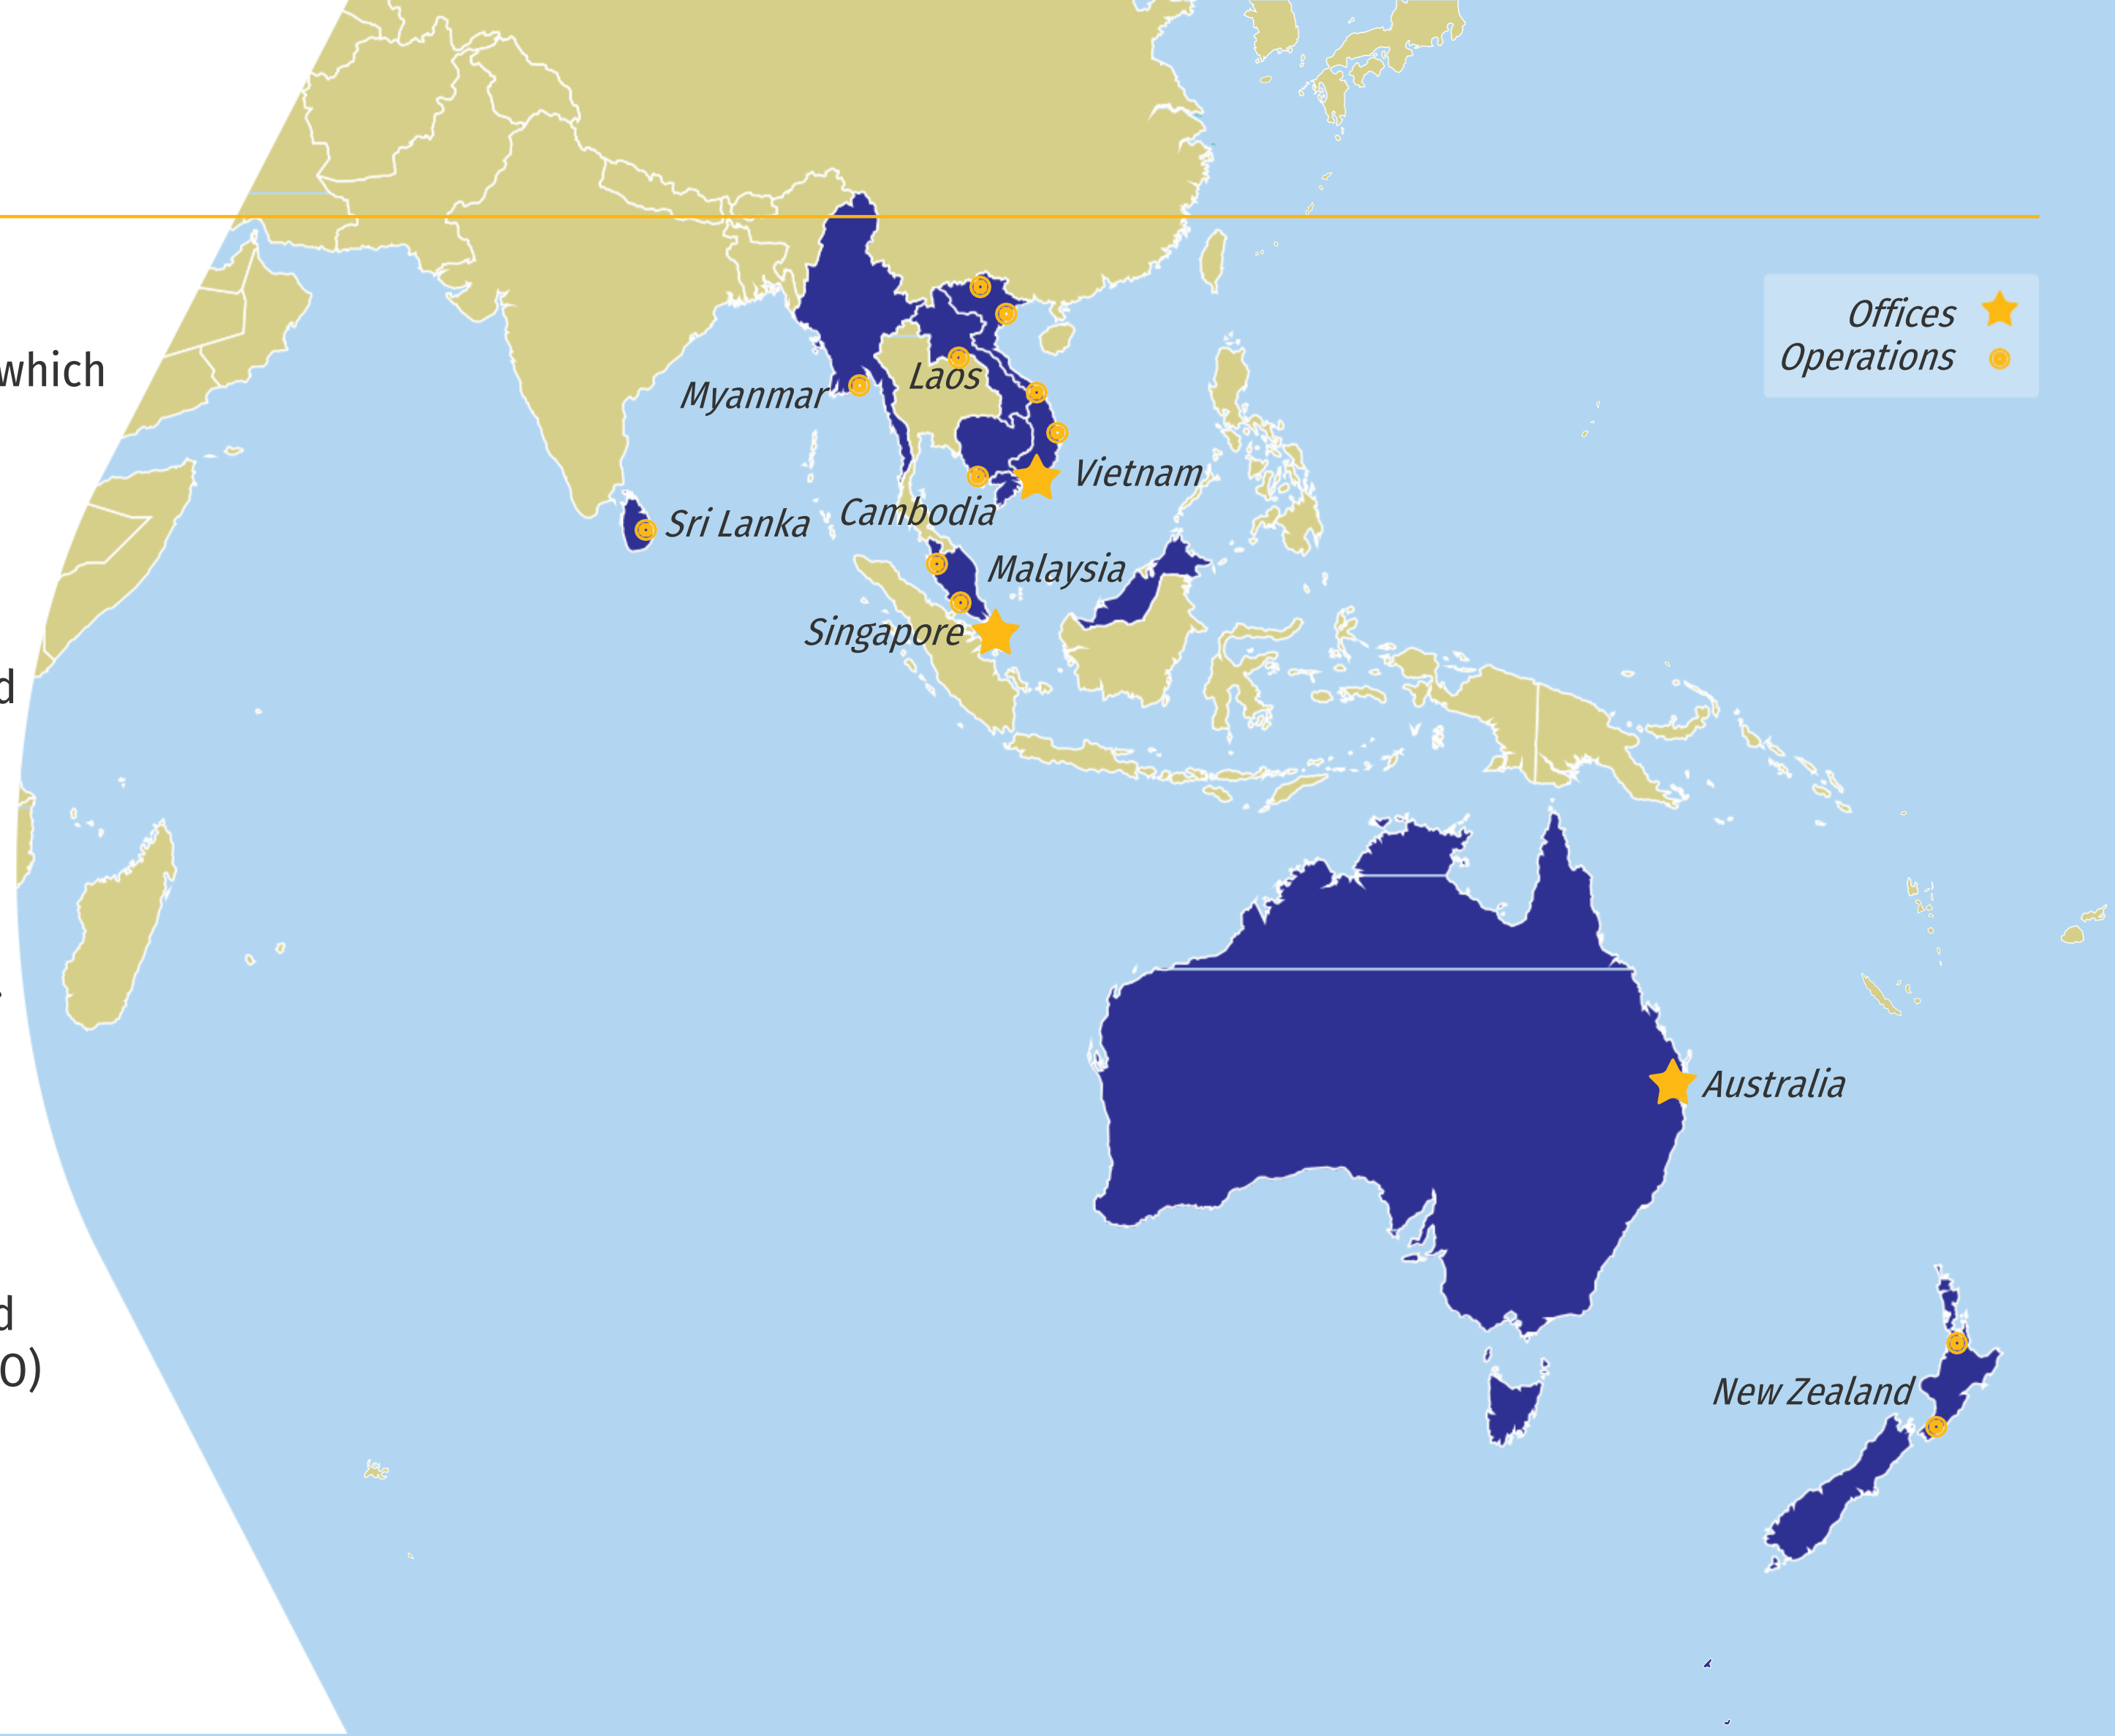 which
d
d
o)
Offices
Operations
Myanmar
Laos
Vietnam
Cambodia
Sri Lanka
Malaysia
Singapore
Australia
New Zealand